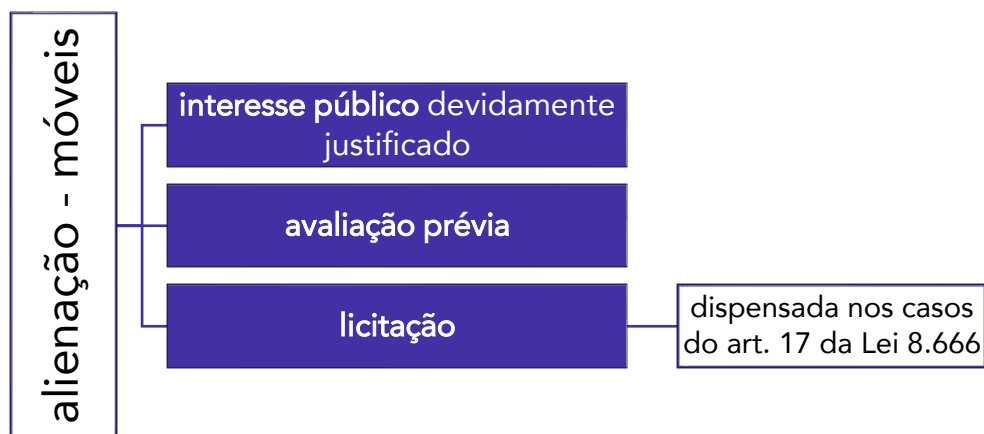 alienação - móveis
interesse público devidamente
justificado
avaliação prévia
licitação
dispensada nos casos
do art. 17 da Lei 8.666